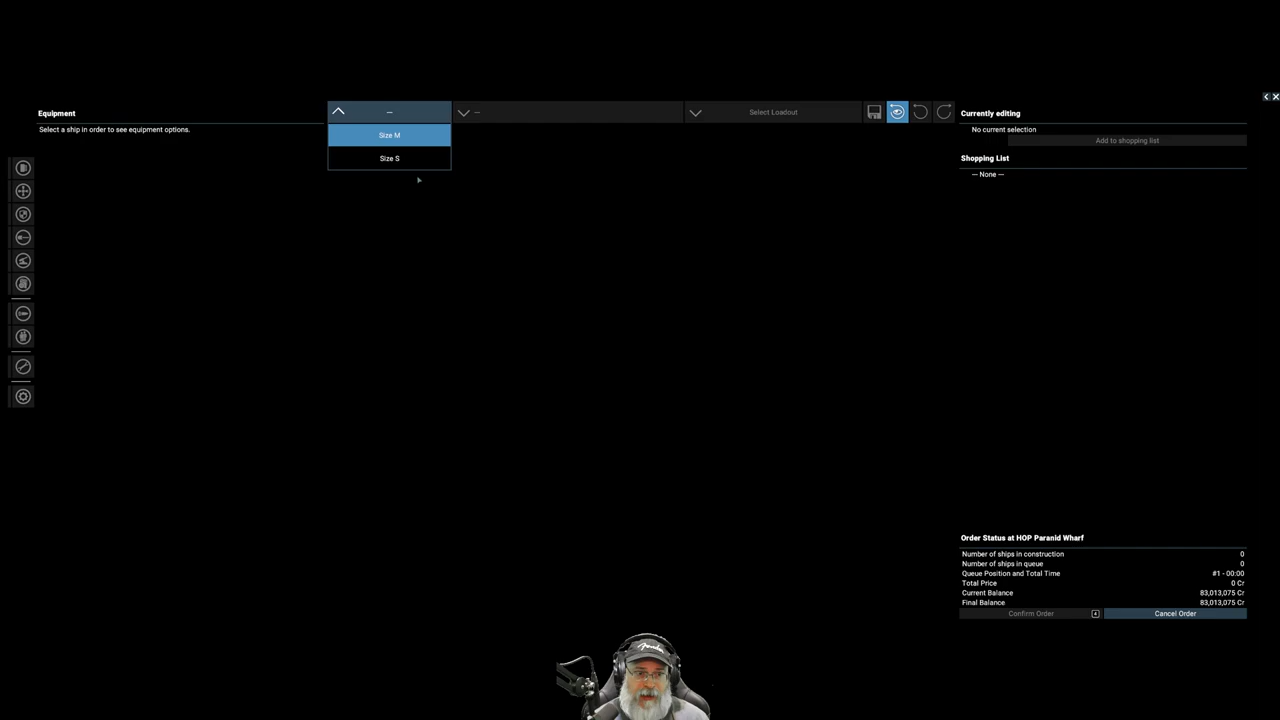 Equipment
Select a ship in order to see equipment options.
—
Size M
Size S
—
Select Loadout
Currently editing
No current selection
Add to shopping list
Shopping List
— None —
Order Status at HOP Paranid Wharf
Number of ships in construction 0
Number of ships in queue 0
Queue Position and Total Time #1 - 00:00
Total Price 0 Cr
Current Balance 83,013,075 Cr
Final Balance 83,013,075 Cr
Confirm Order 4 Cancel Order
Fender